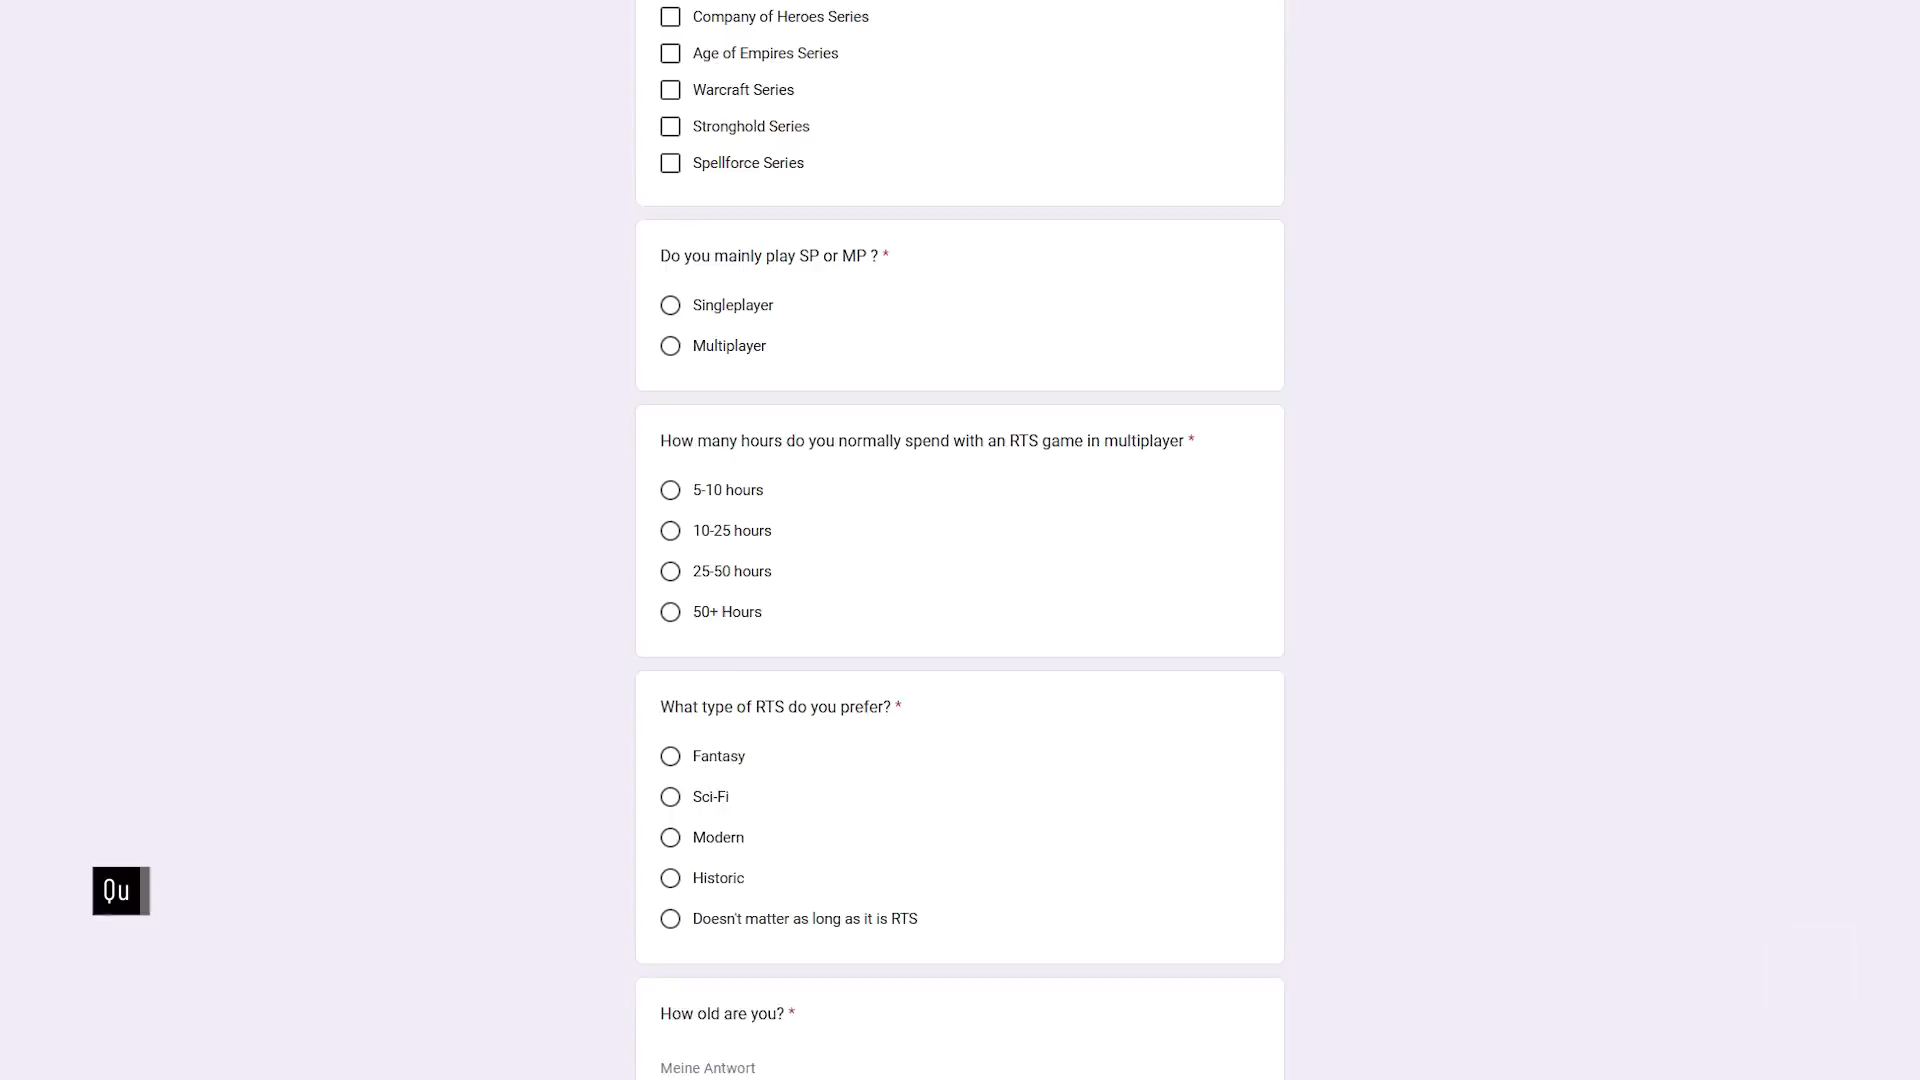 Company of Heroes Series
Age of Empires Series
Warcraft Series
Stronghold Series
Spellforce Series
Do you mainly play SP or MP ? *
Singleplayer
Multiplayer
How many hours do you normally spend with an RTS game in multiplayer *
5-10 hours
10-25 hours
25-50 hours
50+ Hours
What type of RTS do you prefer? *
Fantasy
Sci-Fi
Modern
Historic
Doesn't matter as long as it is RTS
Qu
How old are you? *
Meine Antwort